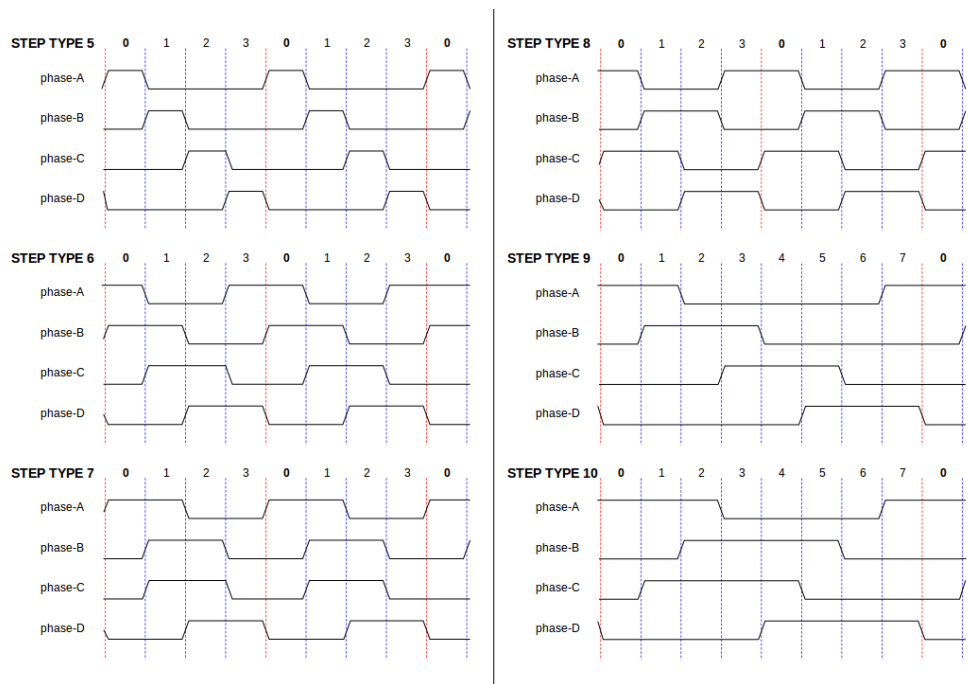 STEP TYPE 5 0 1 2 3 0 1 2 3 0
phase-A
phase-B
phase-C
phase-D
STEP TYPE 6 0 1 2 3 0 1 2 3 0
phase-A
phase-B
phase-C
phase-D
STEP TYPE 7 0 1 2 3 0 1 2 3 0
phase-A
phase-B
phase-C
phase-D
STEP TYPE 8 0 1 2 3 0 1 2 3 0
phase-A
phase-B
phase-C
phase-D
STEP TYPE 9 0 1 2 3 4 5 6 7 0
phase-A
phase-B
phase-C
phase-D
STEP TYPE 10 0 1 2 3 4 5 6 7 0
phase-A
phase-B
phase-C
phase-D